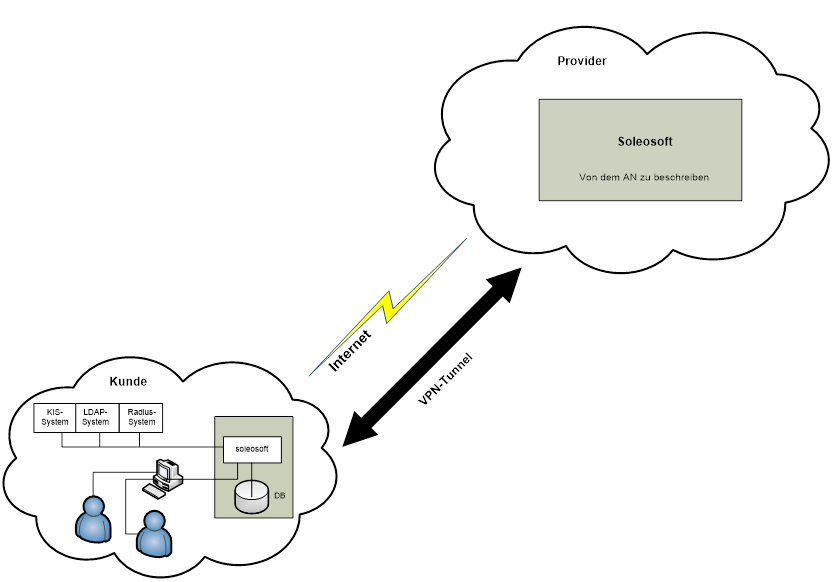 Provider
Soleosoft
Von dem AN zu beschreiben
Internet
VPN-Tunnel
Kunde
KIS-
System
LDAP-
System
Radius-
System
soleosoft
DB